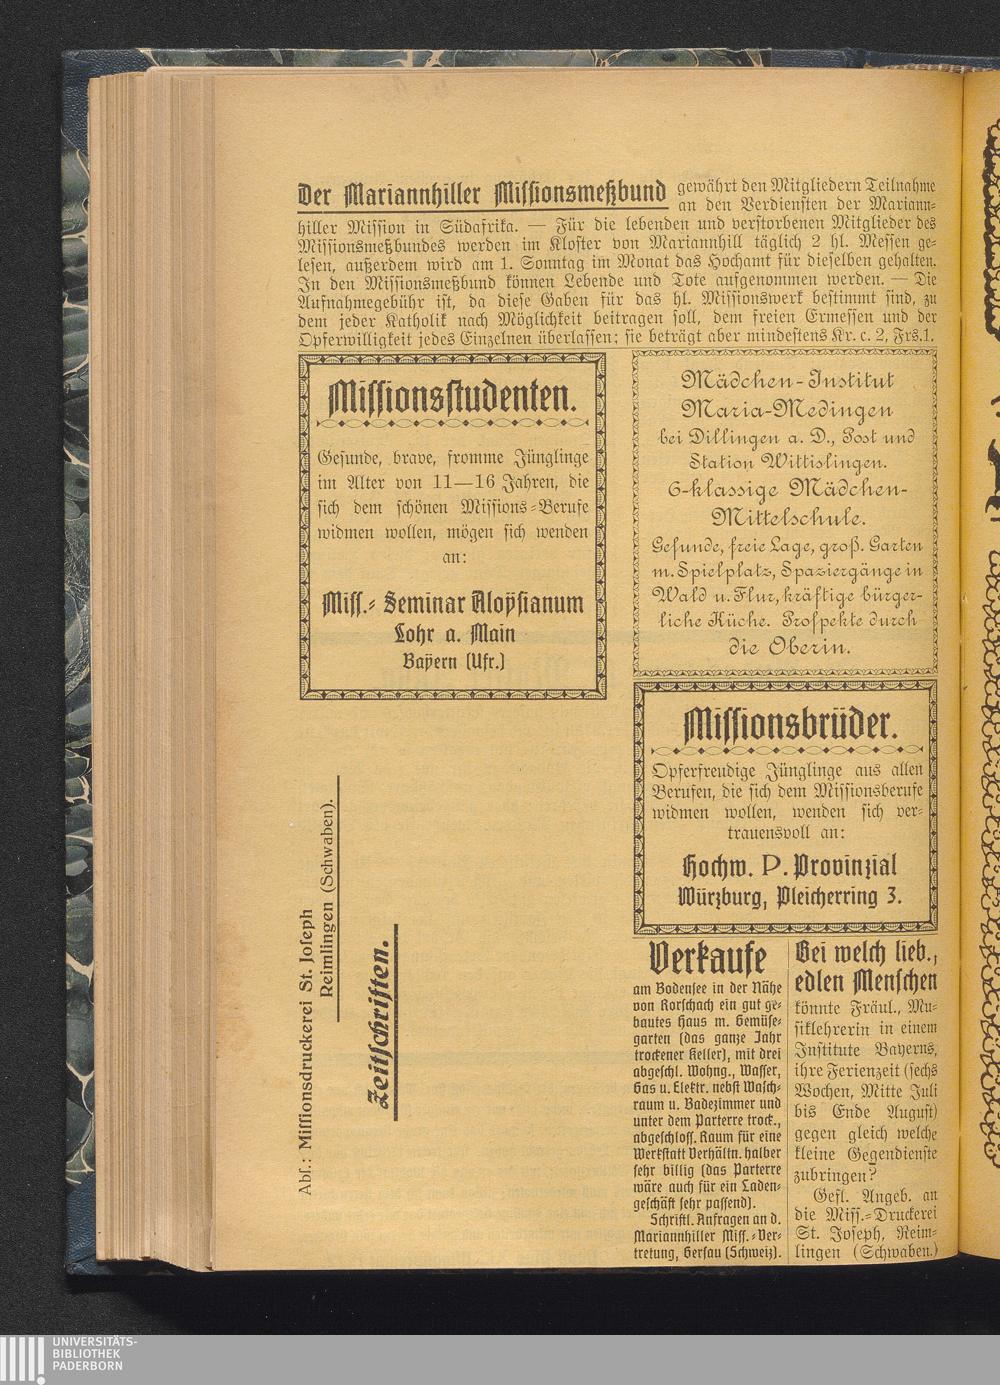 Der Mariannhiller Missionsmeßbund gewährt den Mitgliedern Teilnahme
an den Verdiensten der Mariann-
hiller Mission in Südafrika. — Für die lebenden und verstorbenen Mitglieder des
Missionsmeßbundes werden im Kloster von Mariannhill täglich 2 hl. Messen ge-
lesen, außerdem wird am 1. Sonntag im Monat das Hochamt für dieselben gehalten.
In den Missionsmeßbund können Lebende und Tote aufgenommen werden. — Die
Aufnahmegebühr ist, da diese Gaben für das hl. Missionswerk bestimmt sind, zu
dem jeder Katholik nach Möglichkeit beitragen soll, dem freien Ermessen und der
Opferwilligkeit jedes Einzelnen überlassen; sie beträgt aber mindestens Kr. c. 2, Frs.1.
Missionsstudenten.
Gesunde, brave, fromme Jünglinge
im Alter von 11—16 Jahren, die
sich dem schönen Missions-Berufe
widmen wollen, mögen sich wenden
an:
Miss.-Seminar Aloysianum
Lohr a. Main
Bayern (Ufr.)
Abs.: Missionsdruckerei St. Joseph
Reimlingen (Schwaben).
Zeitschriften.
Mädchen-Institut
Maria-Medingen
bei Dillingen a. D., Post und
Station Wittislingen.
6-klassige Mädchen-
Mittelschule.
Gesunde, freie Lage, groß. Garten
m. Spielplatz, Spaziergänge in
Wald u. Flur, kräftige bürger-
liche Küche. Prospekte durch
die Oberin.
Missionsbrüder.
Opferfreudige Jünglinge aus allen
Berufen, die sich dem Missionsberufe
widmen wollen, wenden sich ver-
trauensvoll an:
Hochw. P. Provinzial
Würzburg, Pleicherring 3.
Verkaufe
am Bodensee in der Nähe
von Rorschach ein gut ge-
bautes Haus m. Gemüse-
garten (das ganze Jahr
trockener Keller), mit drei
abgeschl. Wohng., Wasser,
Gas u. Elektr. nebst Wasch-
raum u. Badezimmer und
unter dem Parterre trock.,
abgeschloss. Raum für eine
Werkstatt Verhältn. halber
sehr billig (das Parterre
wäre auch für ein Laden-
geschäft sehr passend).
Schriftl. Anfragen an d.
Mariannhiller Miss.-Ver-
tretung, Gersau (Schweiz).
Bei welch lieb.,
edlen Menschen
könnte Fräul., Mu-
siklehrerin in einem
Institute Bayerns,
ihre Ferienzeit (sechs
Wochen, Mitte Juli
bis Ende August)
gegen gleich welche
kleine Gegendienste
zubringen?
Gefl. Angeb. an
die Miss.-Druckerei
St. Joseph, Reim-
lingen (Schwaben.)
UNIVERSITÄTS-
BIBLIOTHEK
PADERBORN